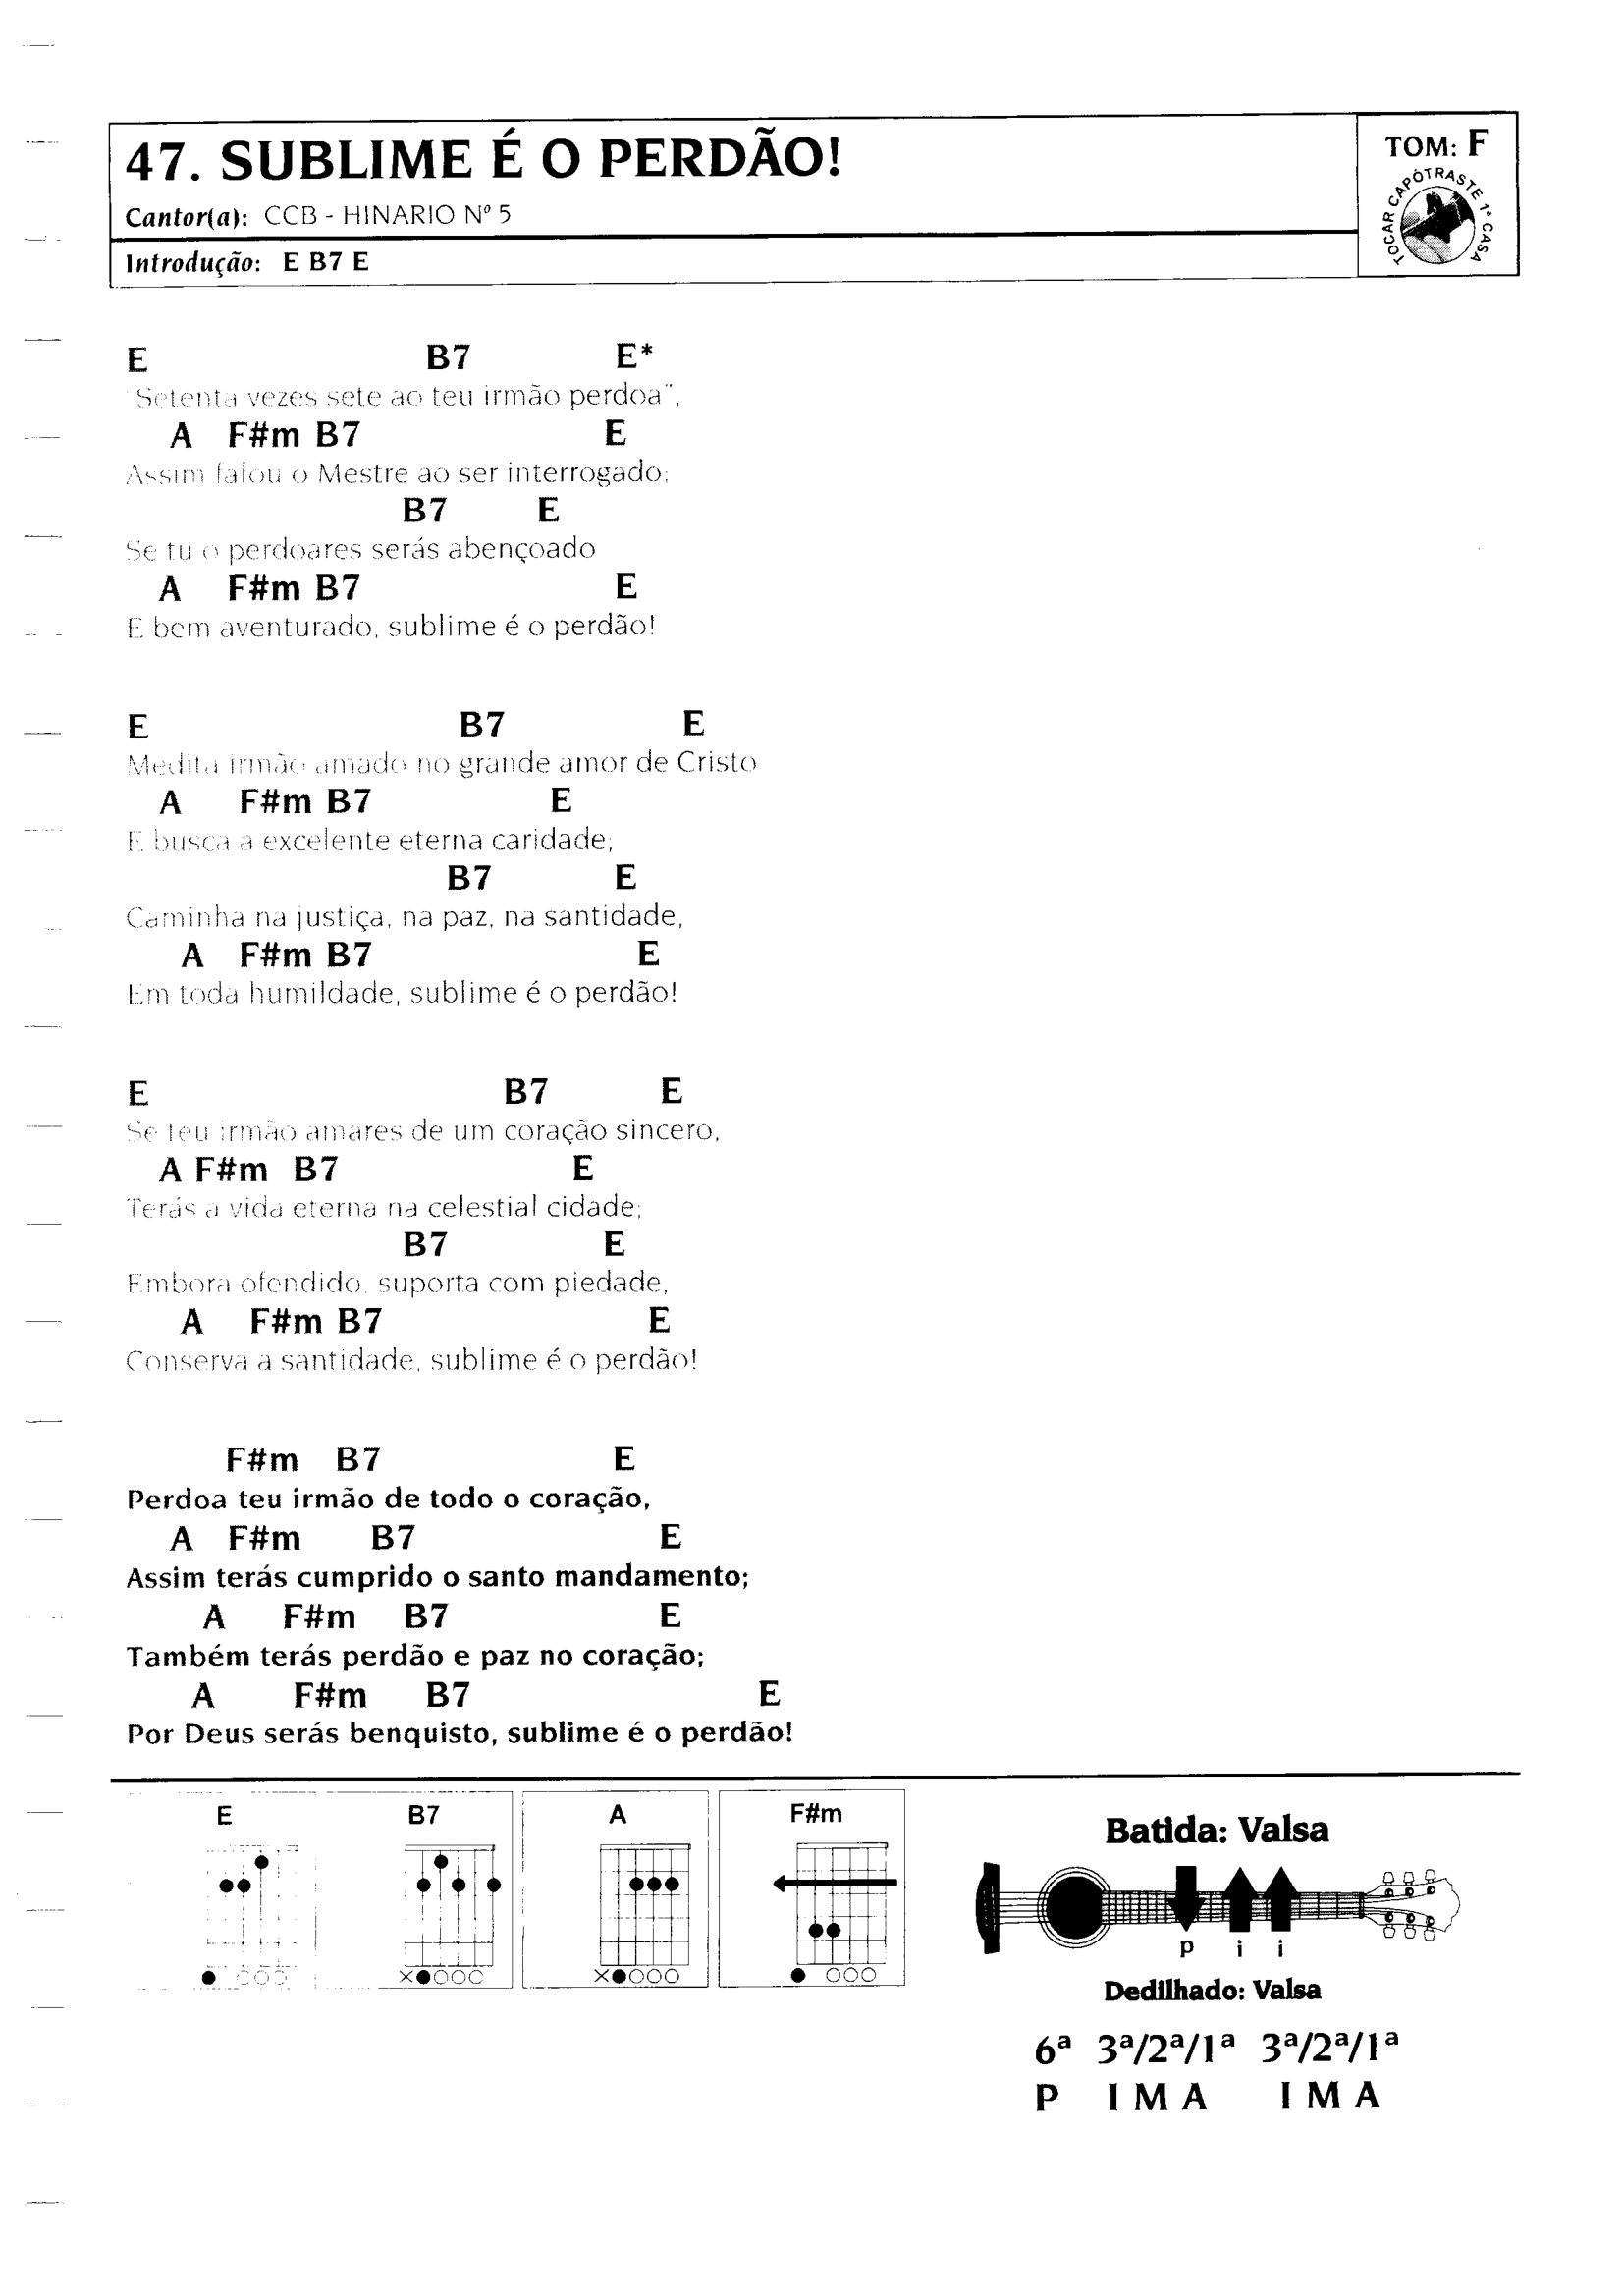 47. SUBLIME É O PERDÃO!
TOM: F
TOCAR CAPÓTRASTE 1ª CASA
Cantor(a): CCB - HINARIO Nº 5
Introdução: E B7 E
E B7 E*
"Setenta vezes sete ao teu irmão perdoa",
A F#m B7 E
Assim falou o Mestre ao ser interrogado;
B7 E
Se tu o perdoares serás abençoado
A F#m B7 E
E bem aventurado, sublime é o perdão!
E B7 E
Medita irmão amado no grande amor de Cristo
A F#m B7 E
E busca a excelente eterna caridade;
B7 E
Caminha na justiça, na paz, na santidade,
A F#m B7 E
Em toda humildade, sublime é o perdão!
E B7 E
Se teu irmão amares de um coração sincero,
A F#m B7 E
Terás a vida eterna na celestial cidade;
B7 E
Embora ofendido, suporta com piedade,
A F#m B7 E
Conserva a santidade, sublime é o perdão!
F#m B7 E
Perdoa teu irmão de todo o coração,
A F#m B7 E
Assim terás cumprido o santo mandamento;
A F#m B7 E
Também terás perdão e paz no coração;
A F#m B7 E
Por Deus serás benquisto, sublime é o perdão!
E B7 A F#m
Batida: Valsa
p i i
Dedilhado: Valsa
6ª 3ª/2ª/1ª 3ª/2ª/1ª
P I M A I M A